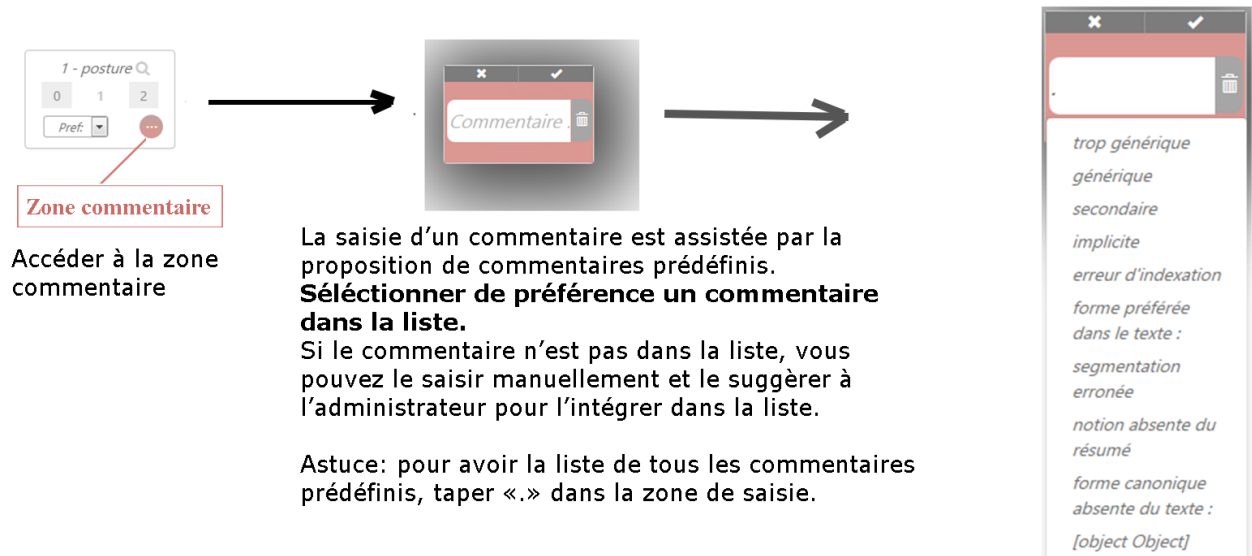 1 - posture
0 1 2
Pref:
Zone commentaire
Accéder à la zone
commentaire
Commentaire .
La saisie d'un commentaire est assistée par la
proposition de commentaires prédéfinis.
Séléctionner de préférence un commentaire
dans la liste.
Si le commentaire n'est pas dans la liste, vous
pouvez le saisir manuellement et le suggèrer à
l'administrateur pour l'intégrer dans la liste.
Astuce: pour avoir la liste de tous les commentaires
prédéfinis, taper «.» dans la zone de saisie.
.
trop générique
générique
secondaire
implicite
erreur d'indexation
forme préférée
dans le texte :
segmentation
erronée
notion absente du
résumé
forme canonique
absente du texte :
[object Object]